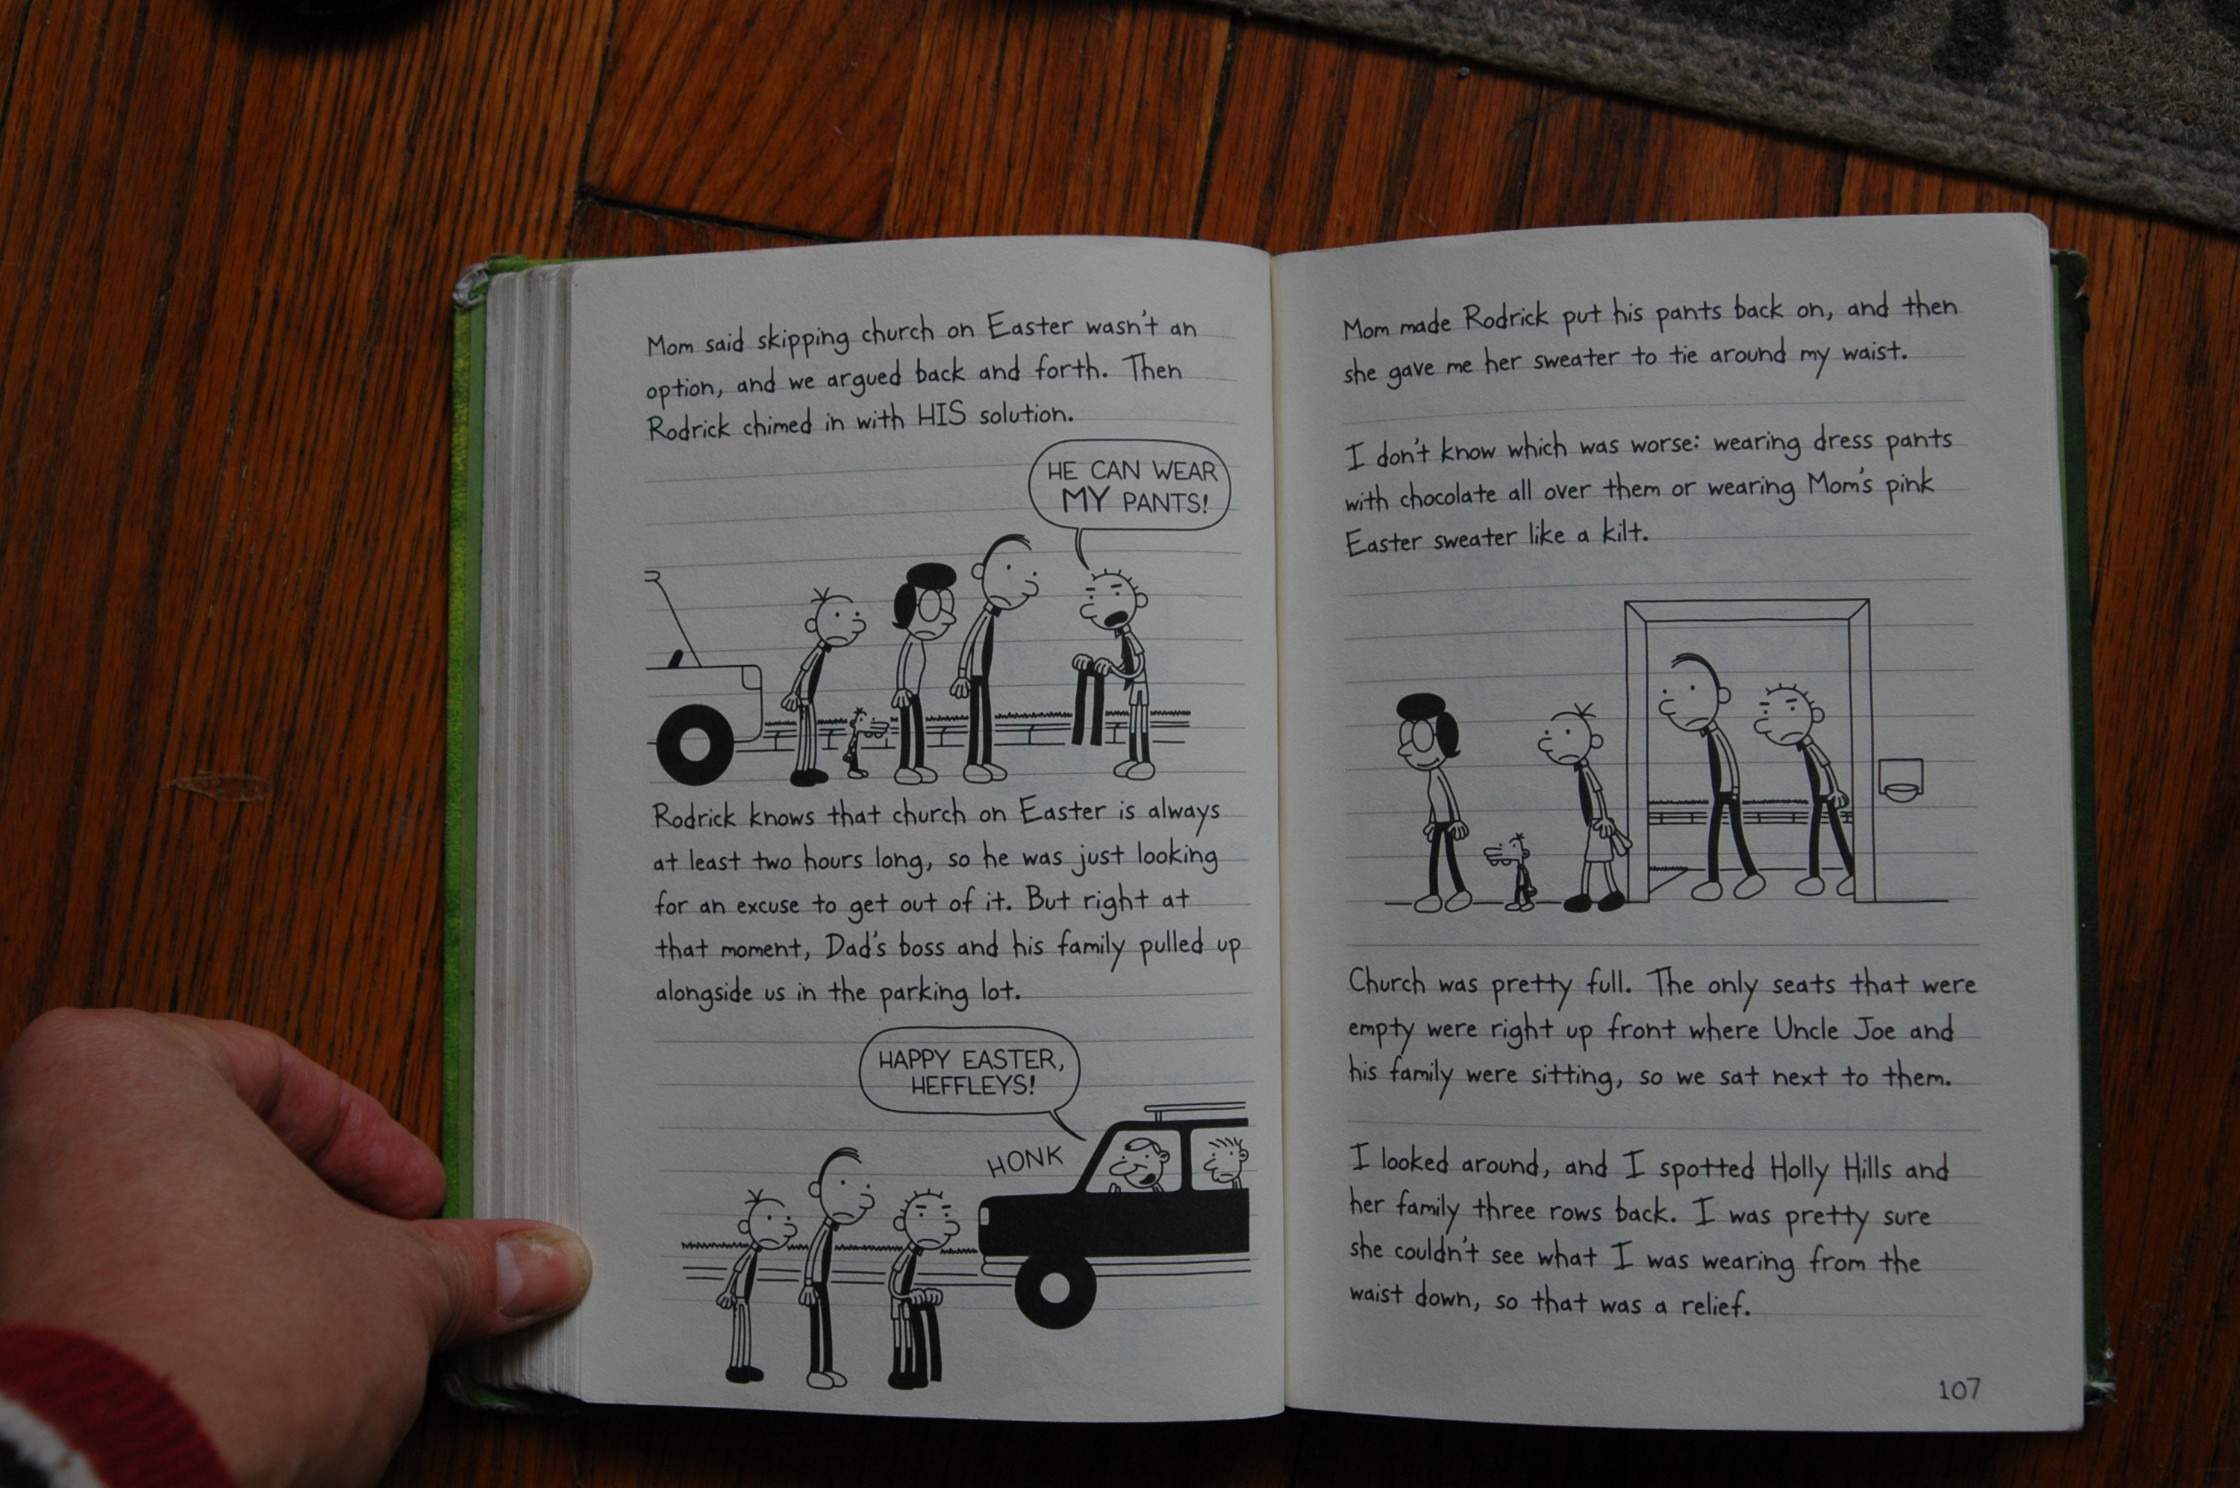 Mom said skipping church on Easter wasn't an
option, and we argued back and forth. Then
Rodrick chimed in with HIS solution.
HE CAN WEAR
MY PANTS!
Rodrick knows that church on Easter is always
at least two hours long, so he was just looking
for an excuse to get out of it. But right at
that moment, Dad's boss and his family pulled up
alongside us in the parking lot.
HAPPY EASTER,
HEFFLEYS!
HONK
Mom made Rodrick put his pants back on, and then
she gave me her sweater to tie around my waist.
I don't know which was worse: wearing dress pants
with chocolate all over them or wearing Mom's pink
Easter sweater like a kilt.
Church was pretty full. The only seats that were
empty were right up front where Uncle Joe and
his family were sitting, so we sat next to them.
I looked around, and I spotted Holly Hills and
her family three rows back. I was pretty sure
she couldn't see what I was wearing from the
waist down, so that was a relief.
107